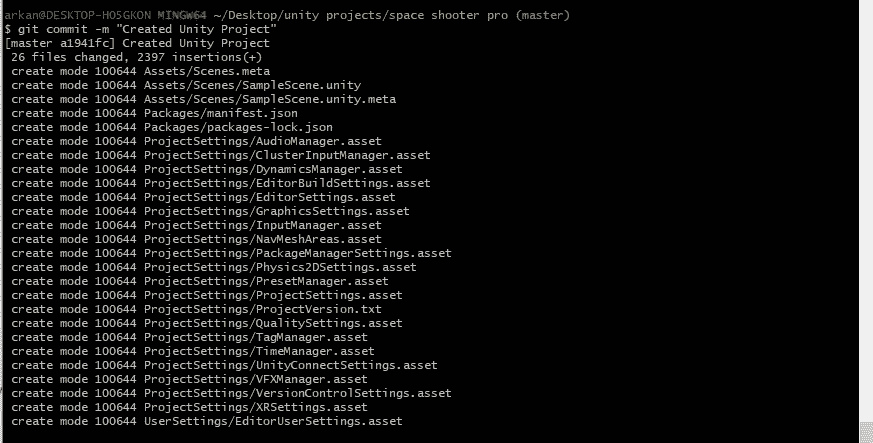 arkan@DESKTOP-HO5GKON MINGW64 ~/Desktop/unity projects/space shooter pro (master)
$ git commit -m "Created Unity Project"
[master a1941fc] Created Unity Project
 26 files changed, 2397 insertions(+)
 create mode 100644 Assets/Scenes.meta
 create mode 100644 Assets/Scenes/SampleScene.unity
 create mode 100644 Assets/Scenes/SampleScene.unity.meta
 create mode 100644 Packages/manifest.json
 create mode 100644 Packages/packages-lock.json
 create mode 100644 ProjectSettings/AudioManager.asset
 create mode 100644 ProjectSettings/ClusterInputManager.asset
 create mode 100644 ProjectSettings/DynamicsManager.asset
 create mode 100644 ProjectSettings/EditorBuildSettings.asset
 create mode 100644 ProjectSettings/EditorSettings.asset
 create mode 100644 ProjectSettings/GraphicsSettings.asset
 create mode 100644 ProjectSettings/InputManager.asset
 create mode 100644 ProjectSettings/NavMeshAreas.asset
 create mode 100644 ProjectSettings/PackageManagerSettings.asset
 create mode 100644 ProjectSettings/Physics2DSettings.asset
 create mode 100644 ProjectSettings/PresetManager.asset
 create mode 100644 ProjectSettings/ProjectSettings.asset
 create mode 100644 ProjectSettings/ProjectVersion.txt
 create mode 100644 ProjectSettings/QualitySettings.asset
 create mode 100644 ProjectSettings/TagManager.asset
 create mode 100644 ProjectSettings/TimeManager.asset
 create mode 100644 ProjectSettings/UnityConnectSettings.asset
 create mode 100644 ProjectSettings/VFXManager.asset
 create mode 100644 ProjectSettings/VersionControlSettings.asset
 create mode 100644 ProjectSettings/XRSettings.asset
 create mode 100644 UserSettings/EditorUserSettings.asset